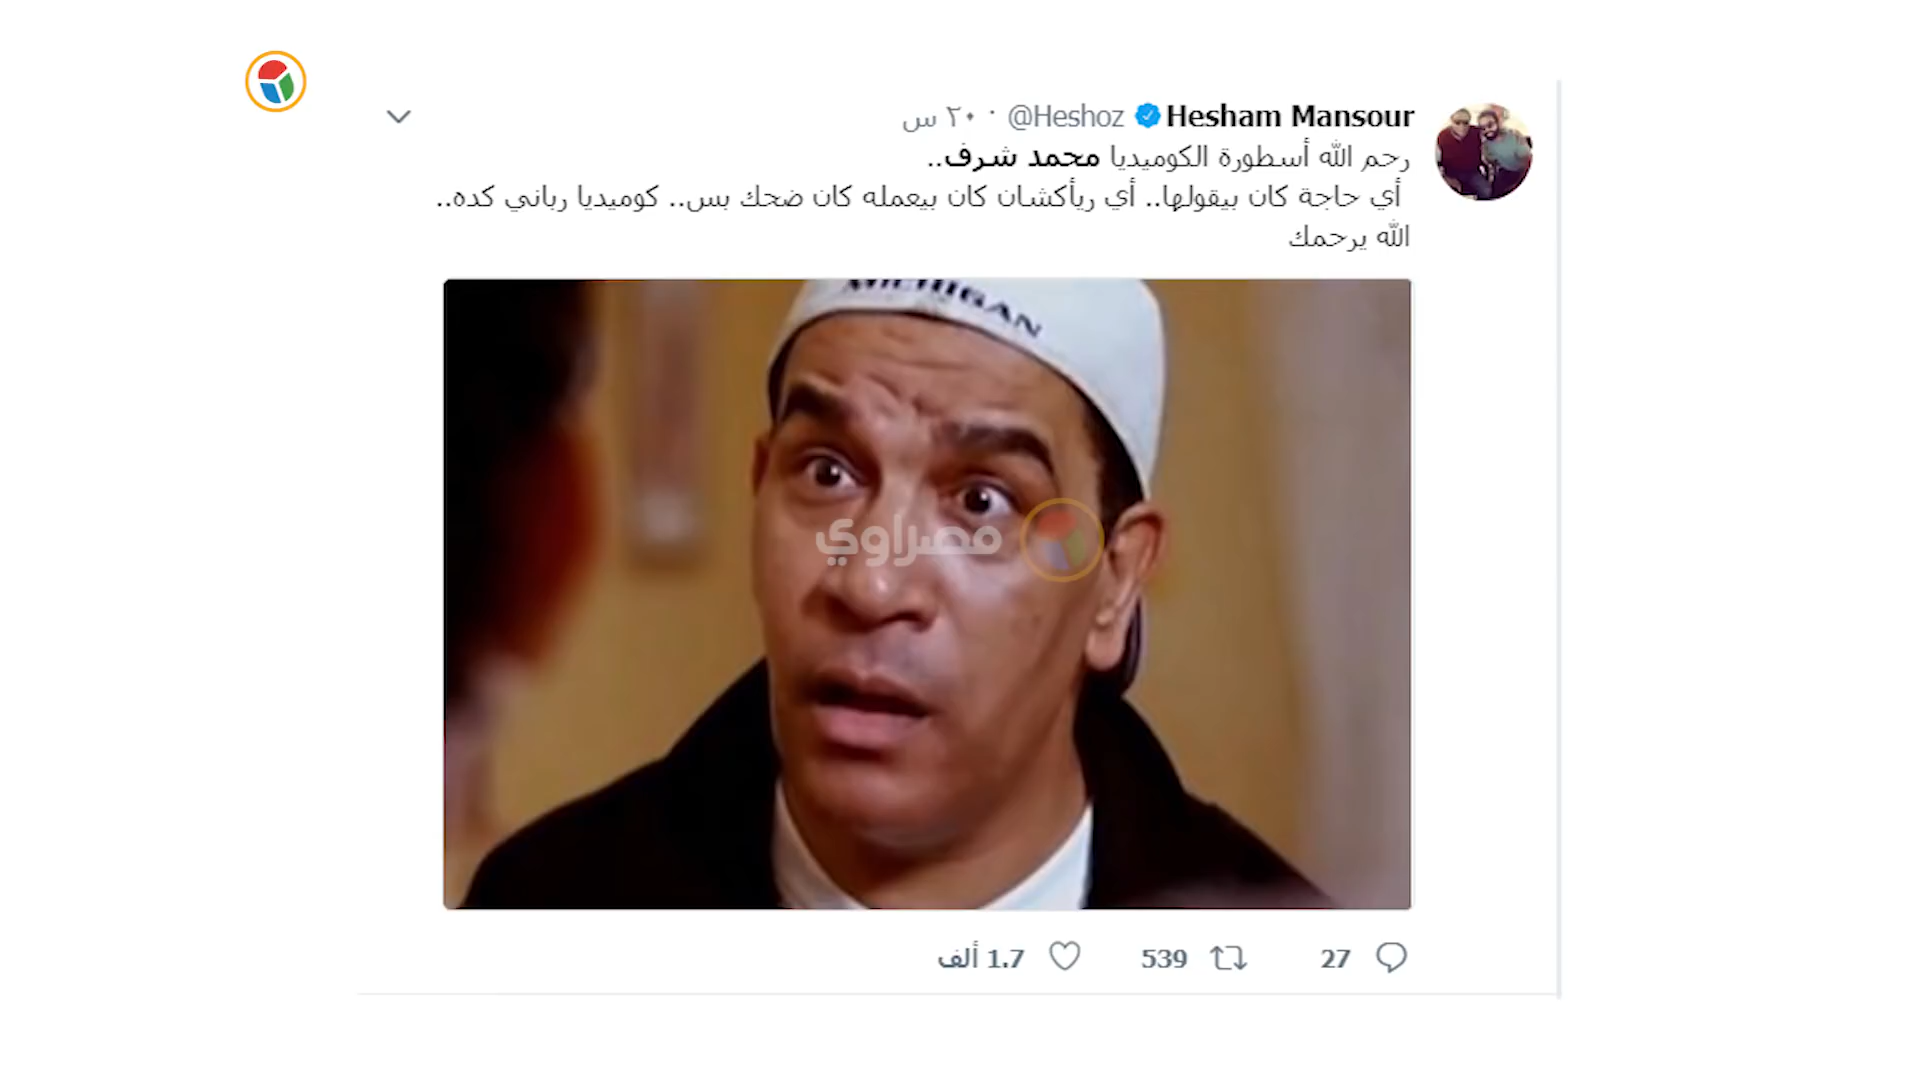 Hesham Mansour @Heshoz · ٢٠ س
رحم الله أسطورة الكوميديا محمد شرف..
أي حاجة كان بيقولها.. أي ريأكشان كان بيعمله كان ضحك بس.. كوميديا رباني كده..
الله يرحمك
MICHIGAN
مصراوي
27 539 1.7 ألف